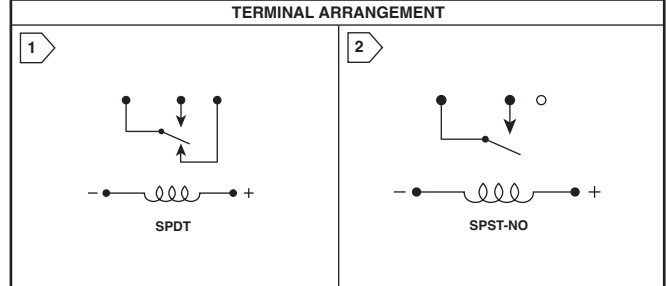 TERMINAL ARRANGEMENT
1
2
− +
SPDT
− +
SPST-NO